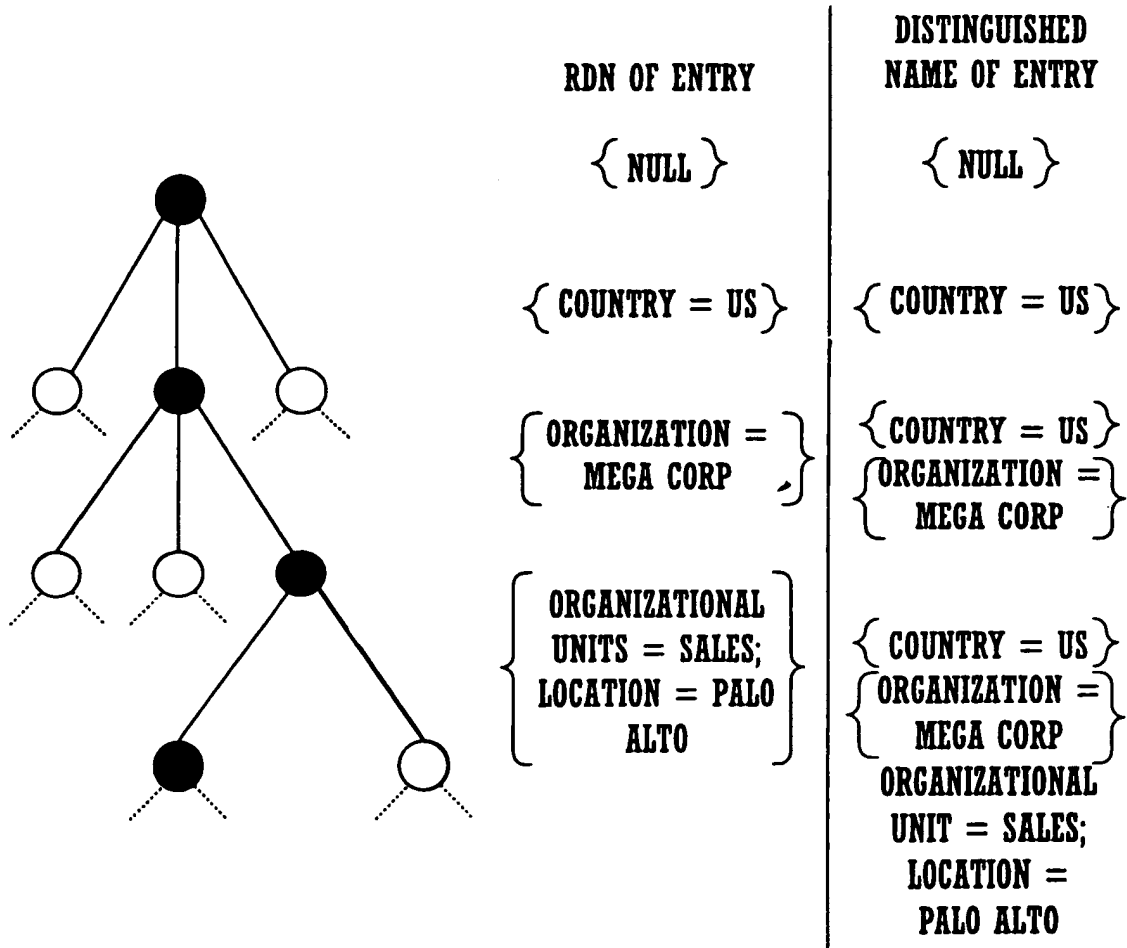 RDN OF ENTRY
{ NULL }
{ COUNTRY = US }
{ ORGANIZATION =
MEGA CORP }
{ ORGANIZATIONAL
UNITS = SALES;
LOCATION = PALO
ALTO }
DISTINGUISHED
NAME OF ENTRY
{ NULL }
{ COUNTRY = US }
{ COUNTRY = US }
{ ORGANIZATION =
MEGA CORP }
{ COUNTRY = US }
{ ORGANIZATION =
MEGA CORP }
ORGANIZATIONAL
UNIT = SALES;
LOCATION =
PALO ALTO